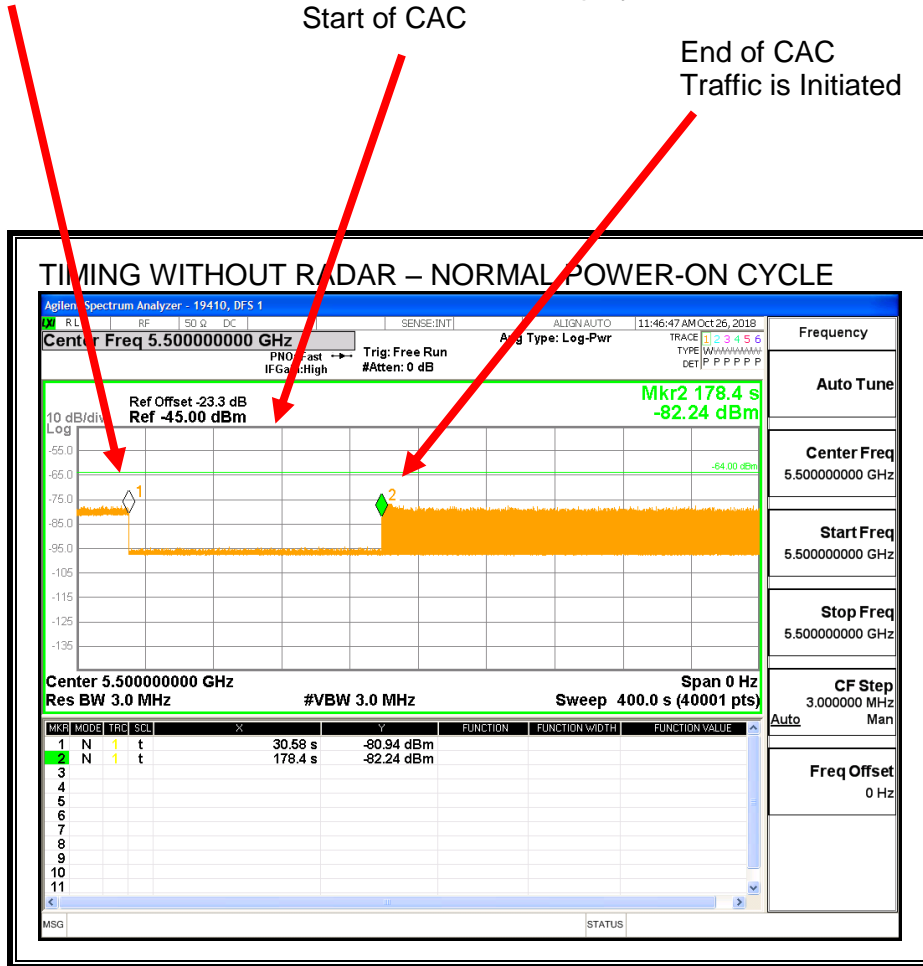 Start of CAC
End of CAC
Traffic is Initiated
TIMING WITHOUT RADAR – NORMAL POWER-ON CYCLE
Spectrum Analyzer - 19410, DFS 1
RF 50 Ω DC SENSE:INT ALIGN AUTO 11:46:47 AM Oct 26, 2018
Center Freq 5.500000000 GHz
Type: Log-Pwr
TRACE 1 2 3 4 5 6
TYPE
DET P P P P P P
PNO: Fast
Trig: Free Run
#Atten: 0 dB
Frequency
Auto Tune
Mkr2 178.4 s
-82.24 dBm
Ref Offset -23.3 dB
Ref -45.00 dBm
Log
-55.0
-65.0
-75.0
-85.0
-95.0
-105
-115
-125
-135
-64.00 dBm
1
2
Center Freq
5.500000000 GHz
Start Freq
5.500000000 GHz
Stop Freq
5.500000000 GHz
CF Step
3.000000 MHz
Auto Man
Freq Offset
0 Hz
Center 5.500000000 GHz Span 0 Hz
Res BW 3.0 MHz #VBW 3.0 MHz Sweep 400.0 s (40001 pts)
MKR MODE TRC SCL X Y FUNCTION FUNCTION WIDTH FUNCTION VALUE
1 N 1 t 30.58 s -80.94 dBm
2 N 1 t 178.4 s -82.24 dBm
3
4
5
6
7
8
9
10
11
MSG STATUS